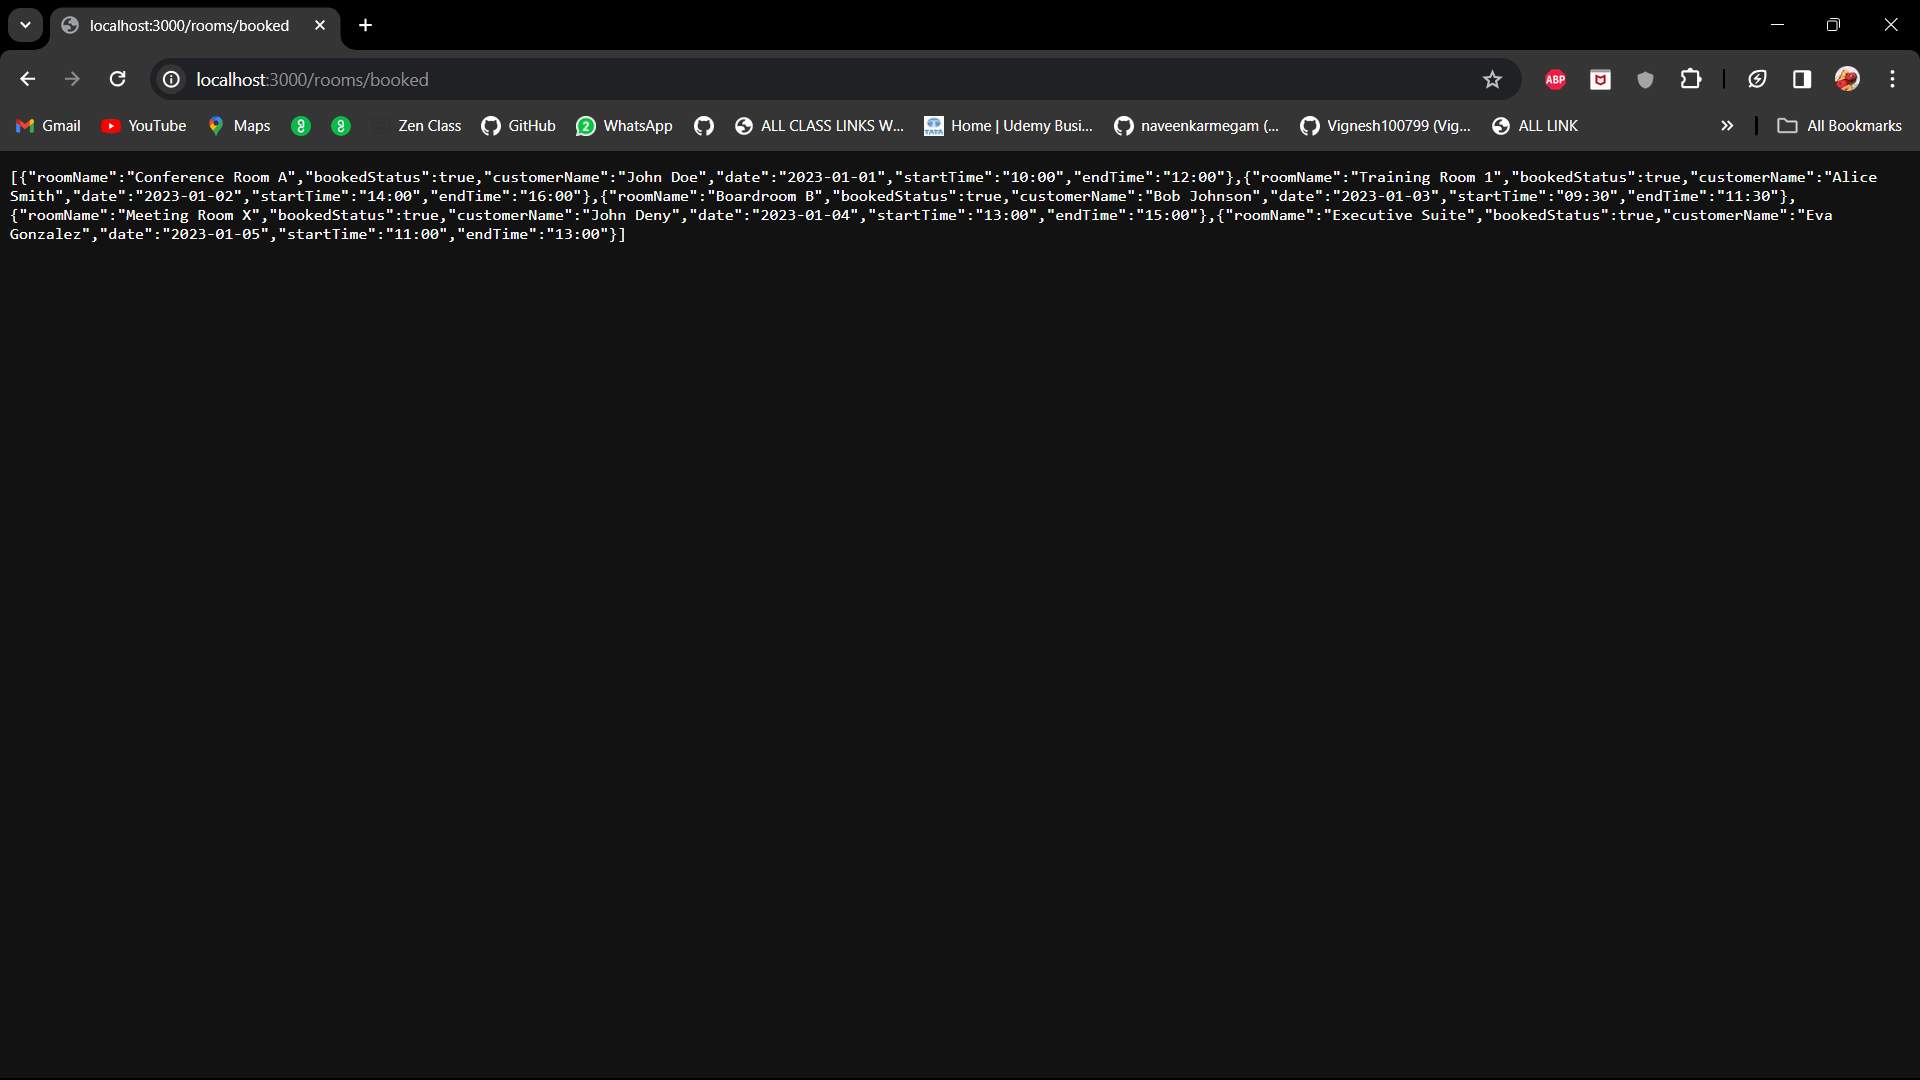 localhost:3000/rooms/booked
localhost:3000/rooms/booked
ABP
Gmail YouTube Maps Zen Class GitHub 2 WhatsApp ALL CLASS LINKS W... TATA Home | Udemy Busi... naveenkarmegam (... Vignesh100799 (Vig... ALL LINK » All Bookmarks
[{"roomName":"Conference Room A","bookedStatus":true,"customerName":"John Doe","date":"2023-01-01","startTime":"10:00","endTime":"12:00"},{"roomName":"Training Room 1","bookedStatus":true,"customerName":"Alice
Smith","date":"2023-01-02","startTime":"14:00","endTime":"16:00"},{"roomName":"Boardroom B","bookedStatus":true,"customerName":"Bob Johnson","date":"2023-01-03","startTime":"09:30","endTime":"11:30"},
{"roomName":"Meeting Room X","bookedStatus":true,"customerName":"John Deny","date":"2023-01-04","startTime":"13:00","endTime":"15:00"},{"roomName":"Executive Suite","bookedStatus":true,"customerName":"Eva
Gonzalez","date":"2023-01-05","startTime":"11:00","endTime":"13:00"}]